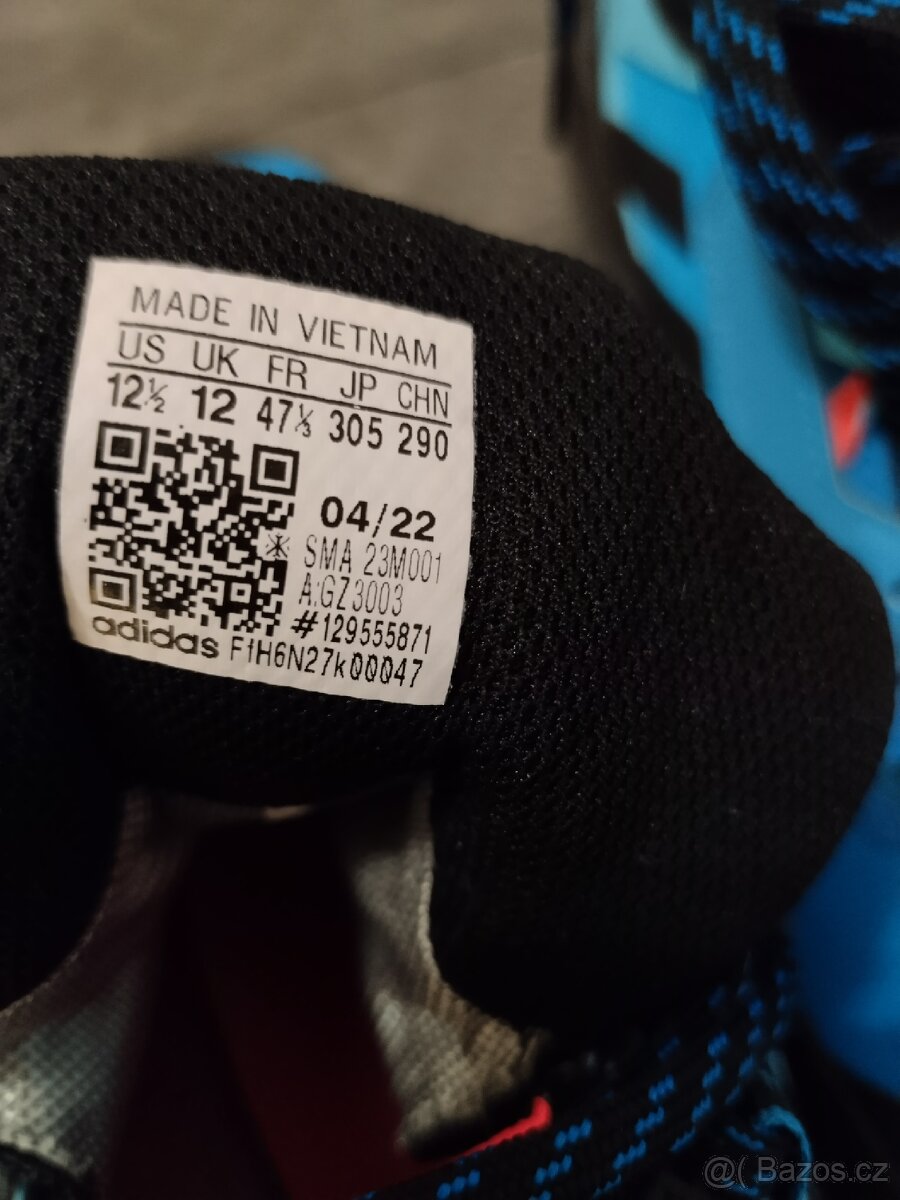 MADE IN VIETNAM
US UK FR JP CHN
12½ 12 47⅓ 305 290
04/22
SMA 23M001
A:GZ3003
#129555871
adidas F1H6N27k00047
@( Bazos.cz